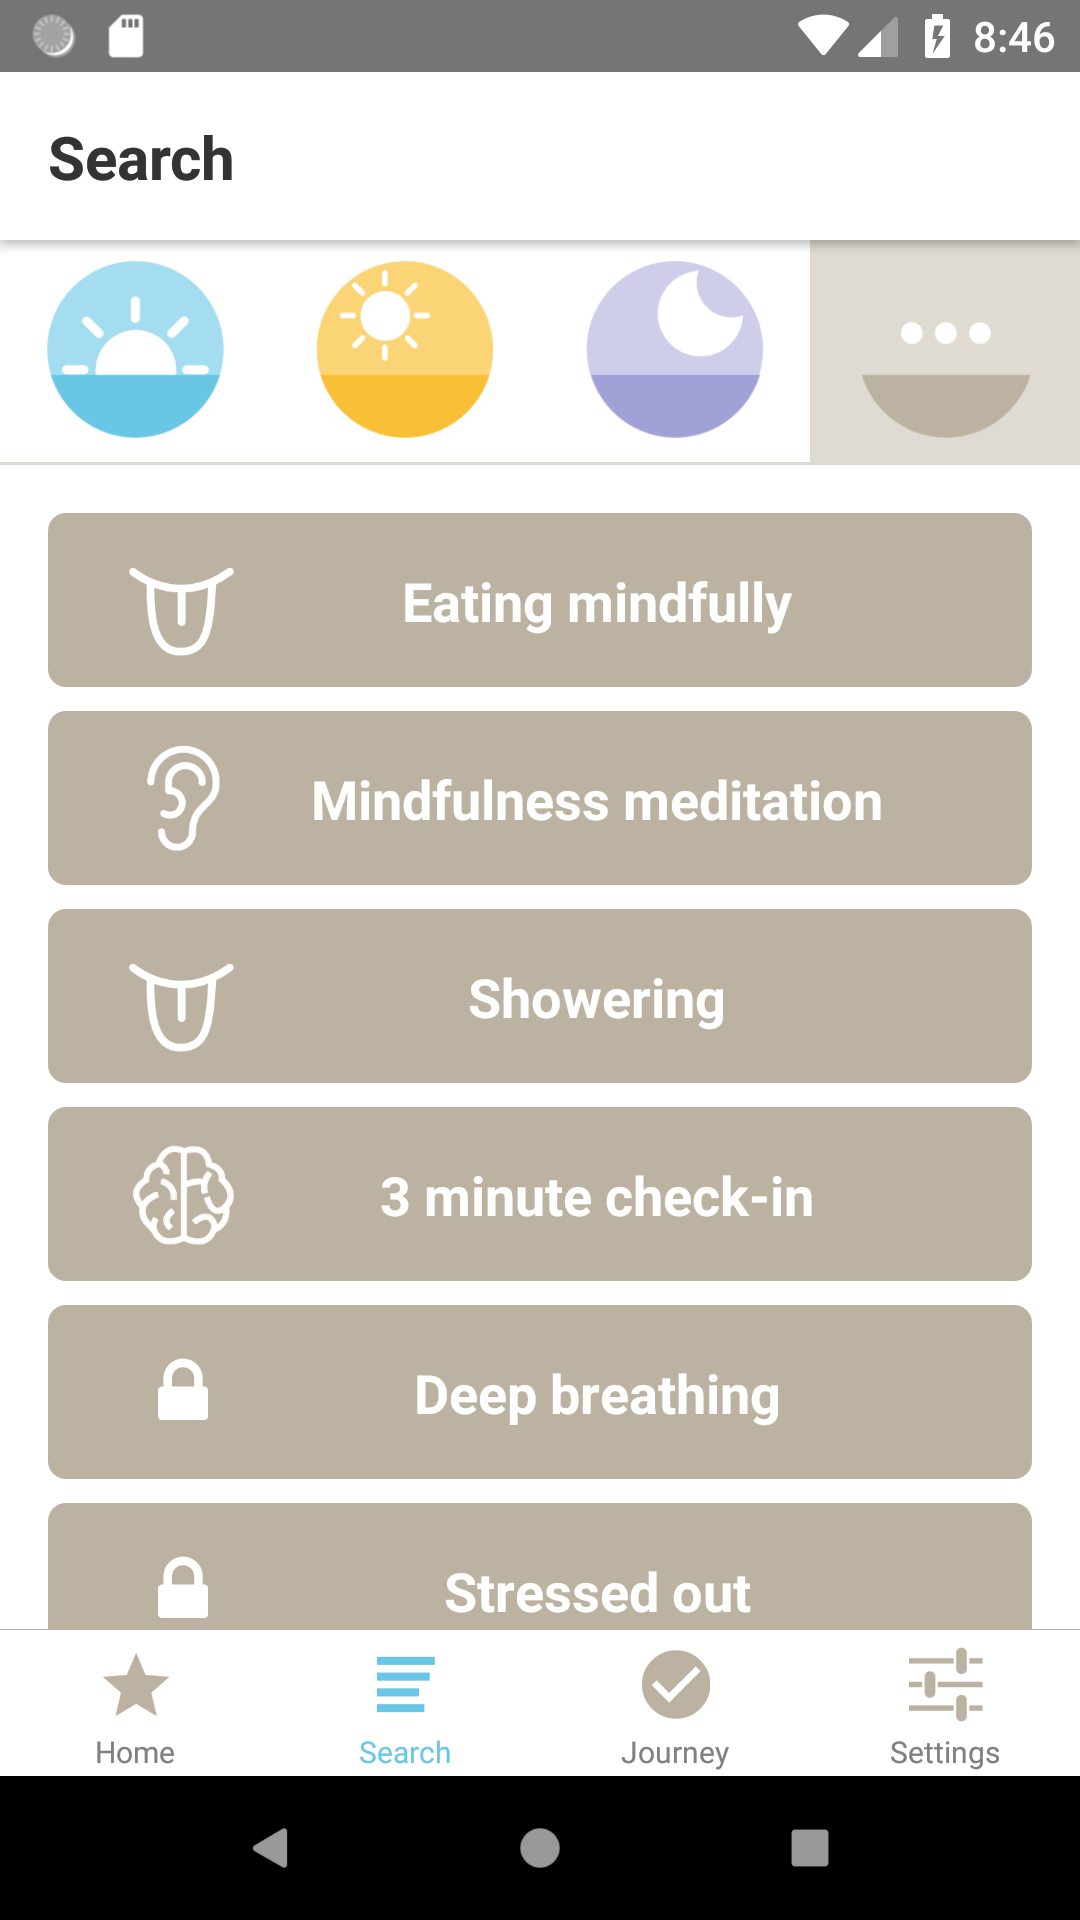 8:46
Search
Eating mindfully
Mindfulness meditation
Showering
3 minute check-in
Deep breathing
Stressed out
Home
Search
Journey
Settings